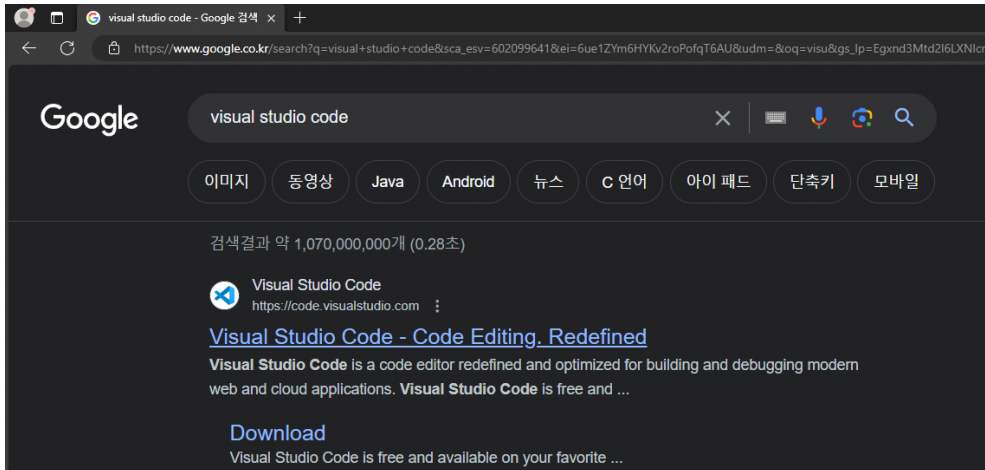 visual studio code - Google 검색
https://www.google.co.kr/search?q=visual+studio+code&sca_esv=602099641&ei=6ue1ZYm6HYKv2roPofqT6AU&udm=&oq=visu&gs_lp=Egxnd3Mtd2l6LXNlcn
Google
visual studio code
이미지 동영상 Java Android 뉴스 C 언어 아이 패드 단축키 모바일
검색결과 약 1,070,000,000개 (0.28초)
Visual Studio Code
https://code.visualstudio.com
Visual Studio Code - Code Editing. Redefined
Visual Studio Code is a code editor redefined and optimized for building and debugging modern
web and cloud applications. Visual Studio Code is free and ...
Download
Visual Studio Code is free and available on your favorite ...